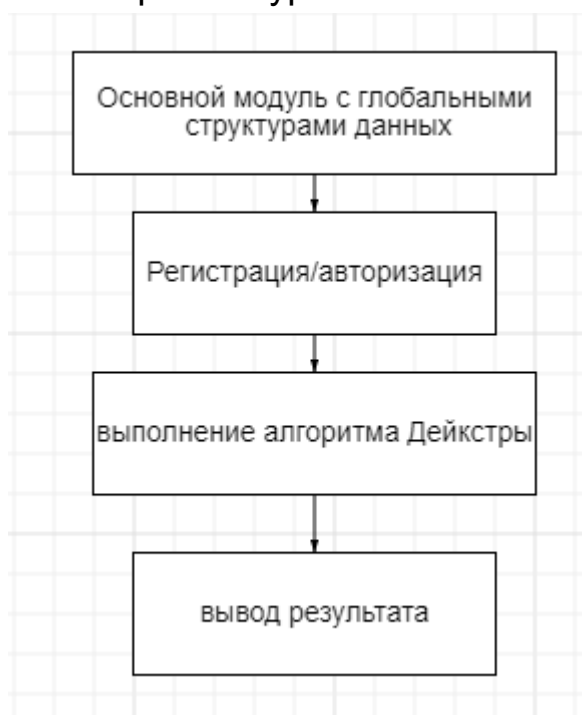 Основной модуль с глобальными
структурами данных
Регистрация/авторизация
выполнение алгоритма Дейкстры
вывод результата